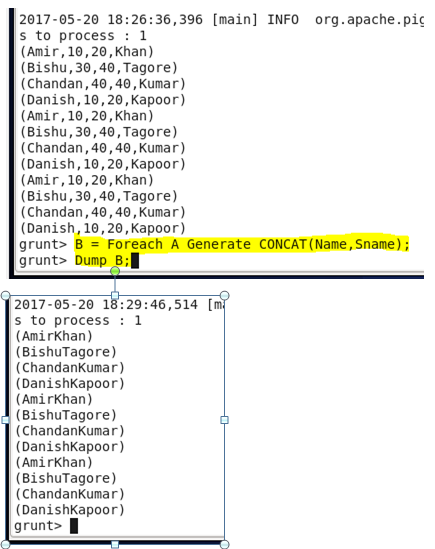 2017-05-20 18:26:36,396 [main] INFO org.apache.pig
s to process : 1
(Amir,10,20,Khan)
(Bishu,30,40,Tagore)
(Chandan,40,40,Kumar)
(Danish,10,20,Kapoor)
(Amir,10,20,Khan)
(Bishu,30,40,Tagore)
(Chandan,40,40,Kumar)
(Danish,10,20,Kapoor)
(Amir,10,20,Khan)
(Bishu,30,40,Tagore)
(Chandan,40,40,Kumar)
(Danish,10,20,Kapoor)
grunt> B = Foreach A Generate CONCAT(Name,Sname);
grunt> Dump B;
2017-05-20 18:29:46,514 [ma
s to process : 1
(AmirKhan)
(BishuTagore)
(ChandanKumar)
(DanishKapoor)
(AmirKhan)
(BishuTagore)
(ChandanKumar)
(DanishKapoor)
(AmirKhan)
(BishuTagore)
(ChandanKumar)
(DanishKapoor)
grunt>